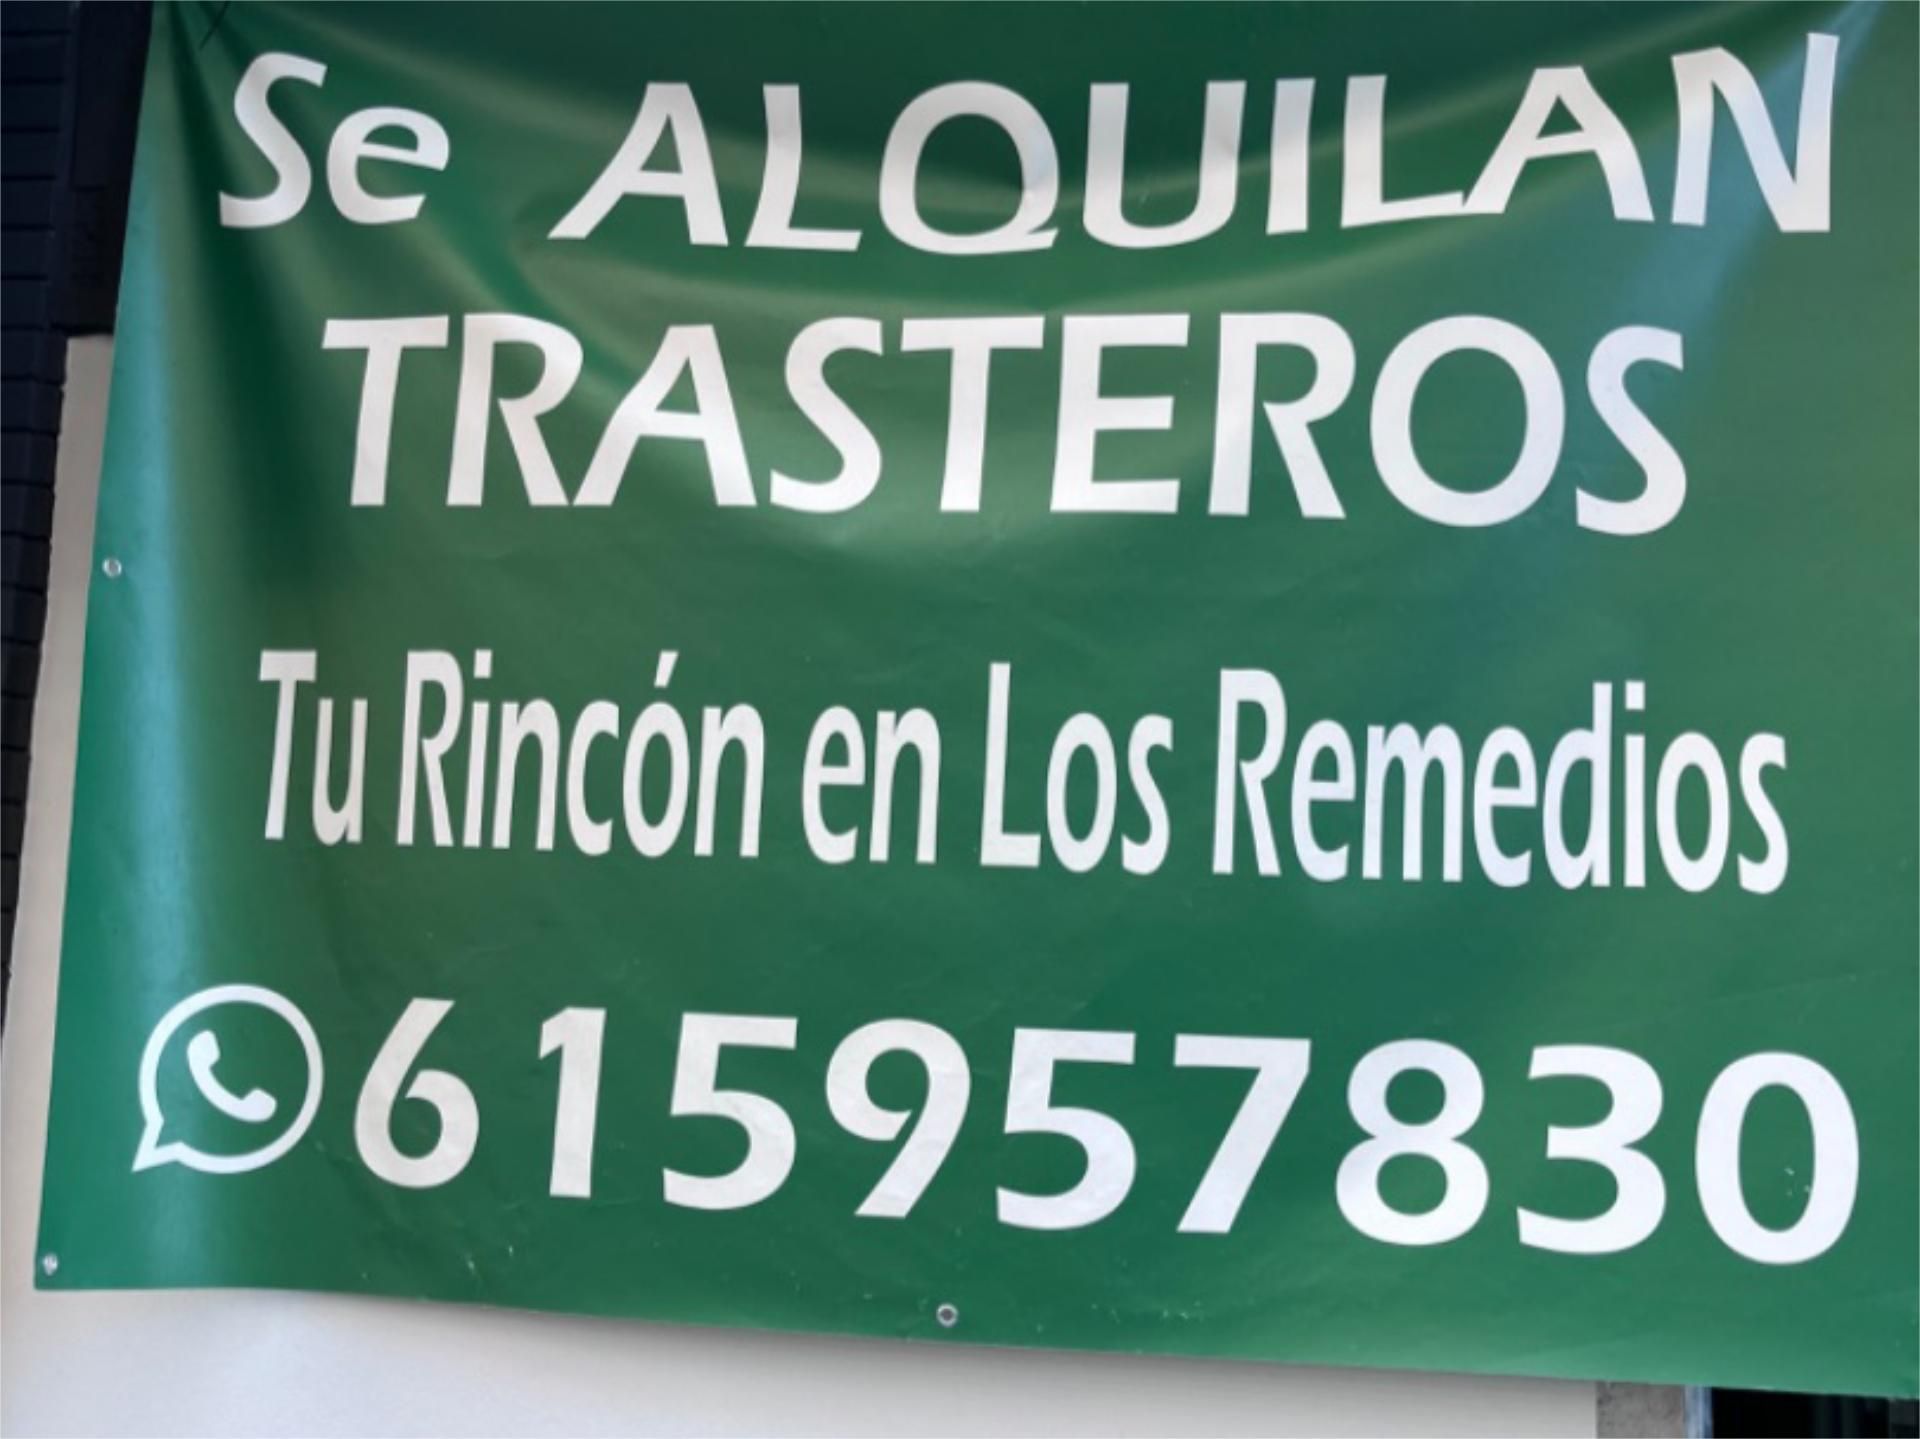 Se ALQUILAN
TRASTEROS
Tu Rincón en Los Remedios
615957830